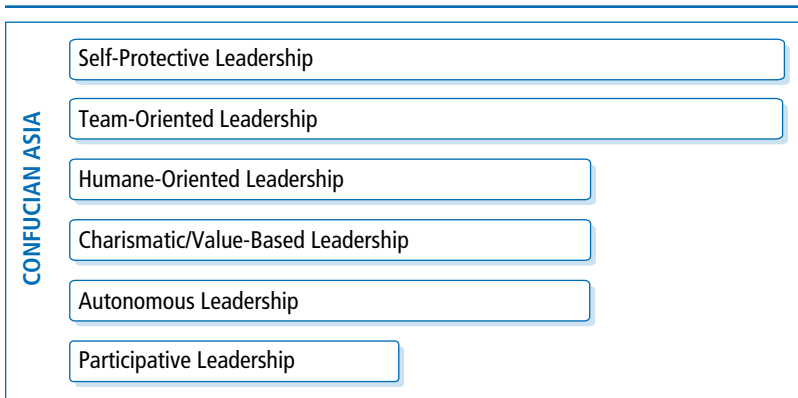 CONFUCIAN ASIA
Self-Protective Leadership
Team-Oriented Leadership
Humane-Oriented Leadership
Charismatic/Value-Based Leadership
Autonomous Leadership
Participative Leadership